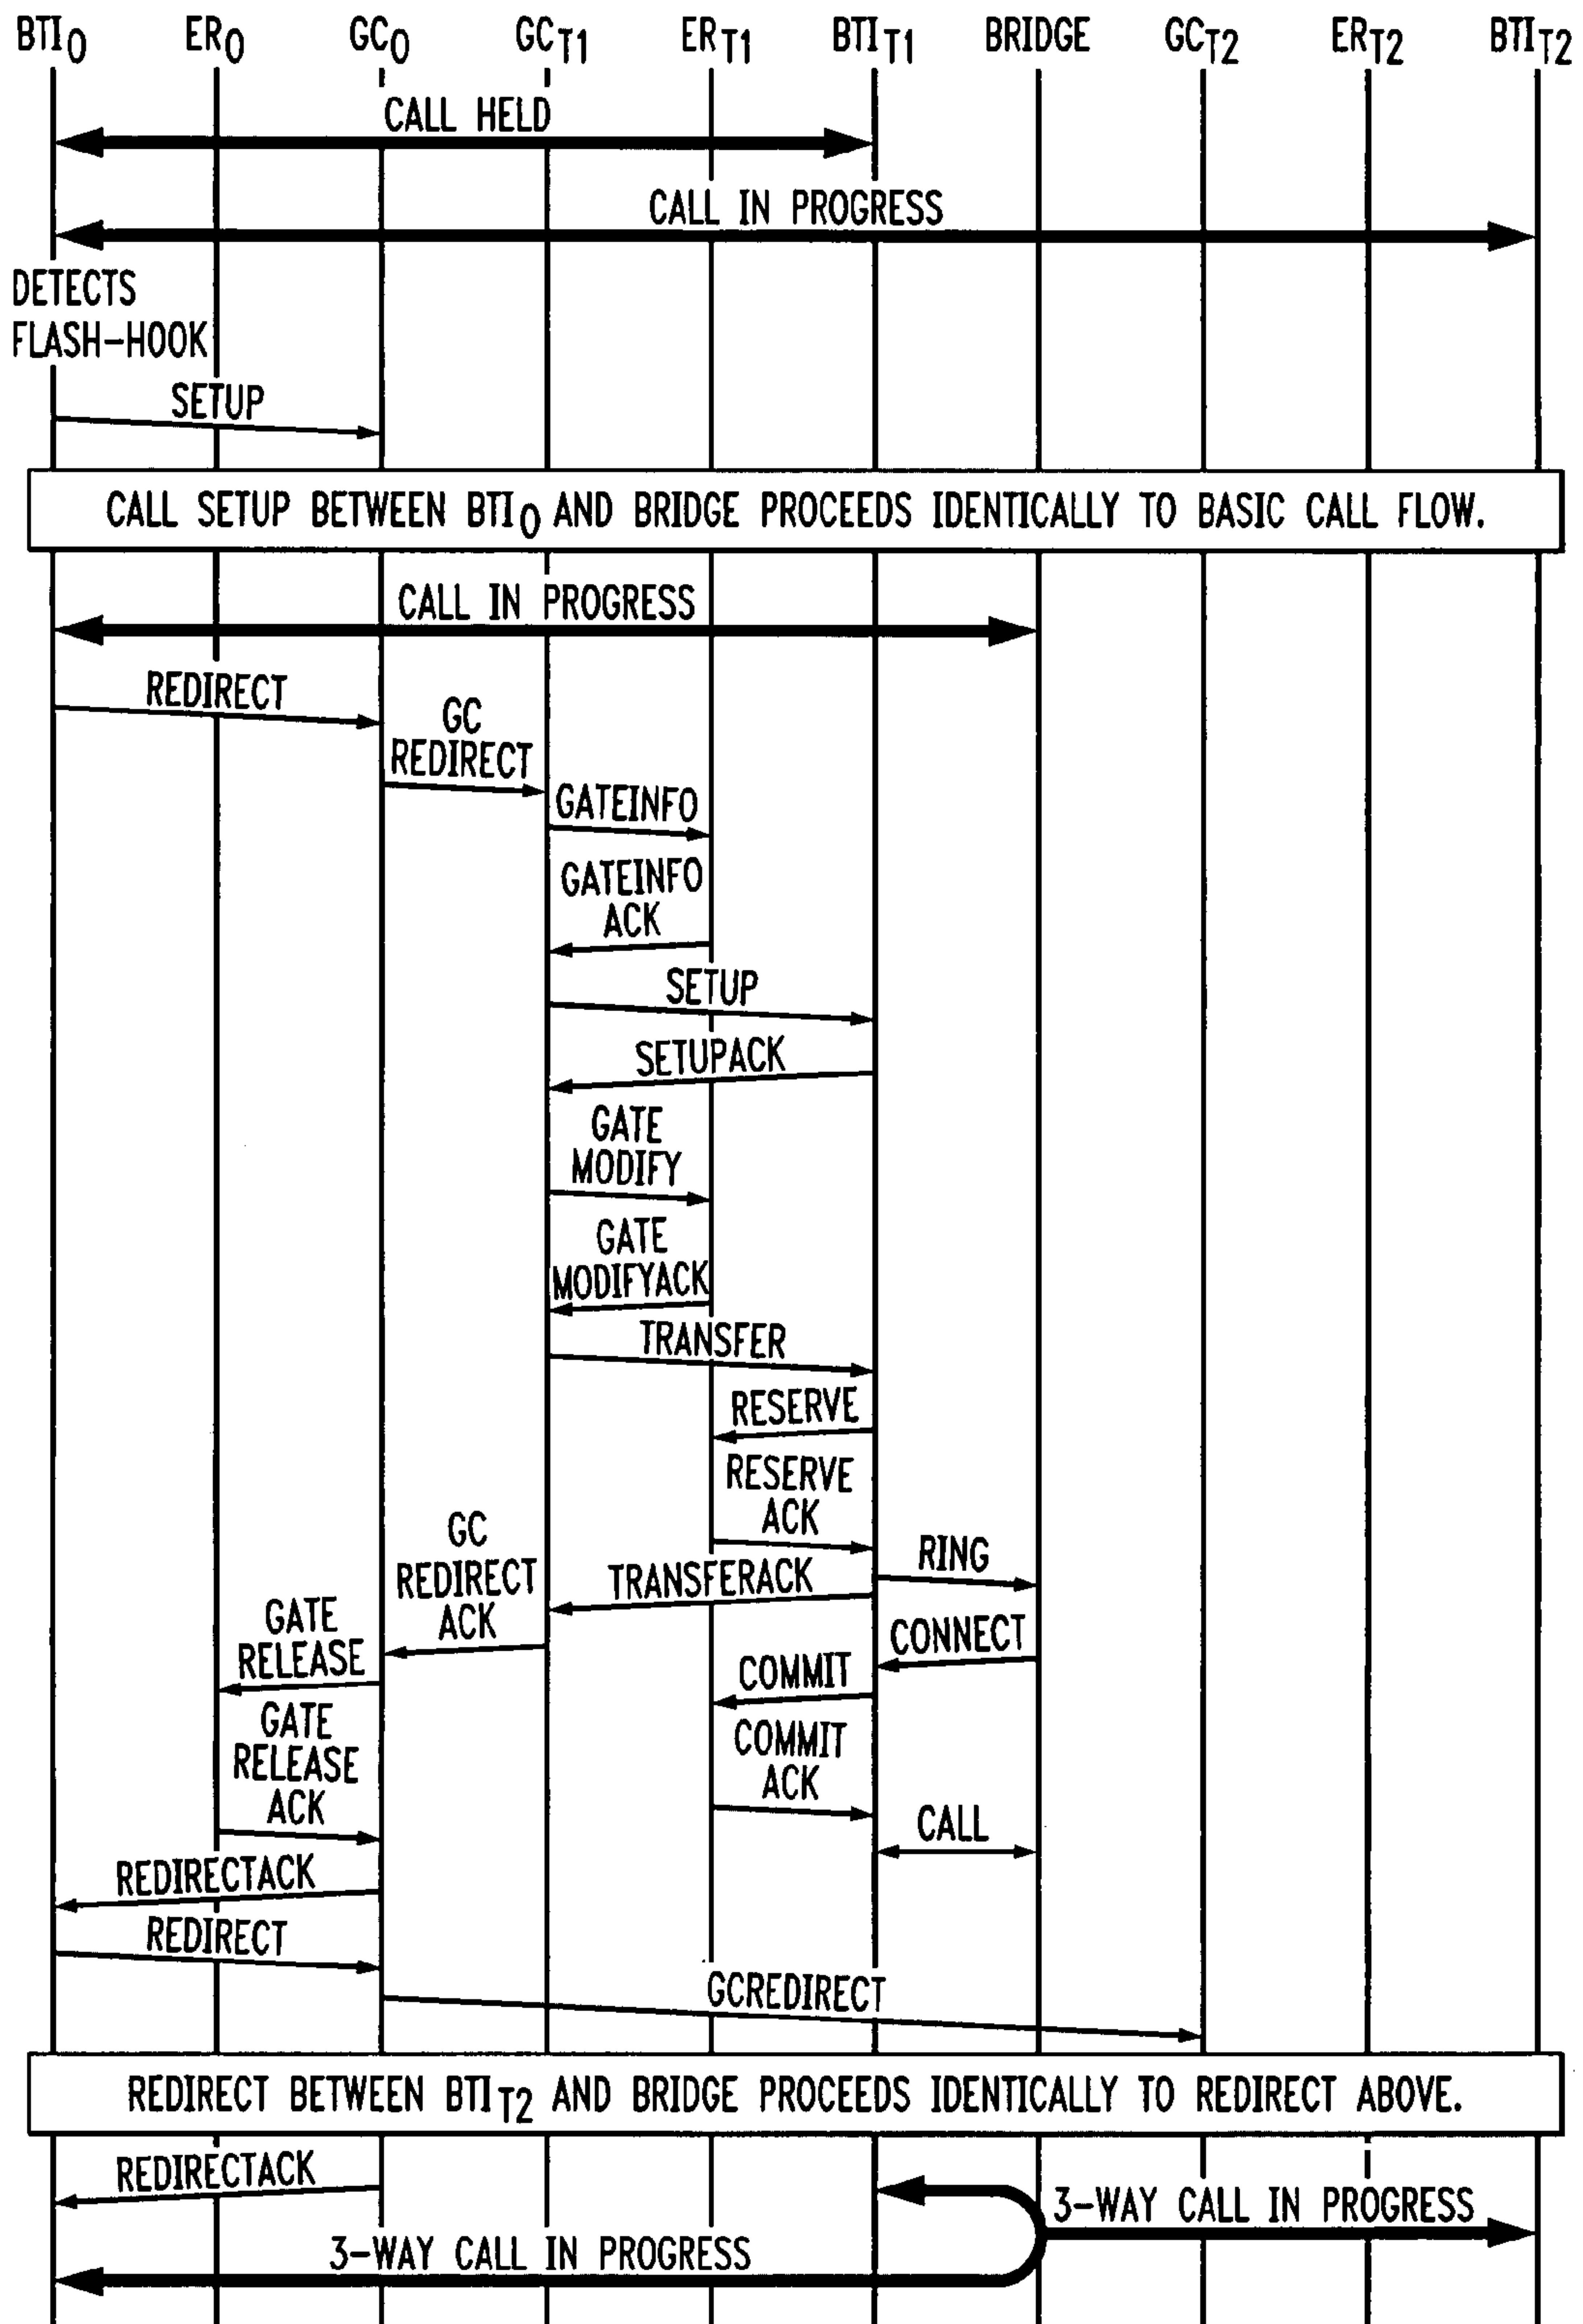 BTIO ERO GCO GCT1 ERT1 BTIT1 BRIDGE GCT2 ERT2 BTIT2
CALL HELD
CALL IN PROGRESS
DETECTS
FLASH-HOOK
SETUP
CALL SETUP BETWEEN BTIO AND BRIDGE PROCEEDS IDENTICALLY TO BASIC CALL FLOW.
CALL IN PROGRESS
REDIRECT
GC
REDIRECT
GATEINFO
GATEINFO
ACK
SETUP
SETUPACK
GATE
MODIFY
GATE
MODIFYACK
TRANSFER
RESERVE
RESERVE
ACK
RING
TRANSFERACK
GC
REDIRECT
ACK
CONNECT
GATE
RELEASE
COMMIT
GATE
RELEASE
ACK
COMMIT
ACK
CALL
REDIRECTACK
REDIRECT
GCREDIRECT
REDIRECT BETWEEN BTIT2 AND BRIDGE PROCEEDS IDENTICALLY TO REDIRECT ABOVE.
REDIRECTACK
3-WAY CALL IN PROGRESS
3-WAY CALL IN PROGRESS